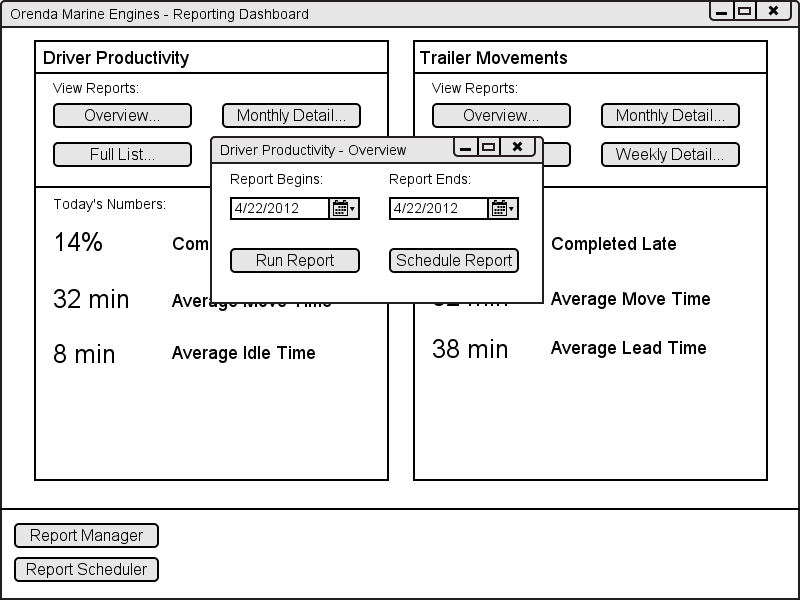 Orenda Marine Engines - Reporting Dashboard
Driver Productivity
View Reports:
Overview...
Monthly Detail...
Full List...
Today's Numbers:
14%
Com
32 min
Average Move Time
8 min
Average Idle Time
Trailer Movements
View Reports:
Overview...
Monthly Detail...
Weekly Detail...
Completed Late
Average Move Time
38 min
Average Lead Time
Driver Productivity - Overview
Report Begins:
Report Ends:
4/22/2012
4/22/2012
Run Report
Schedule Report
Report Manager
Report Scheduler